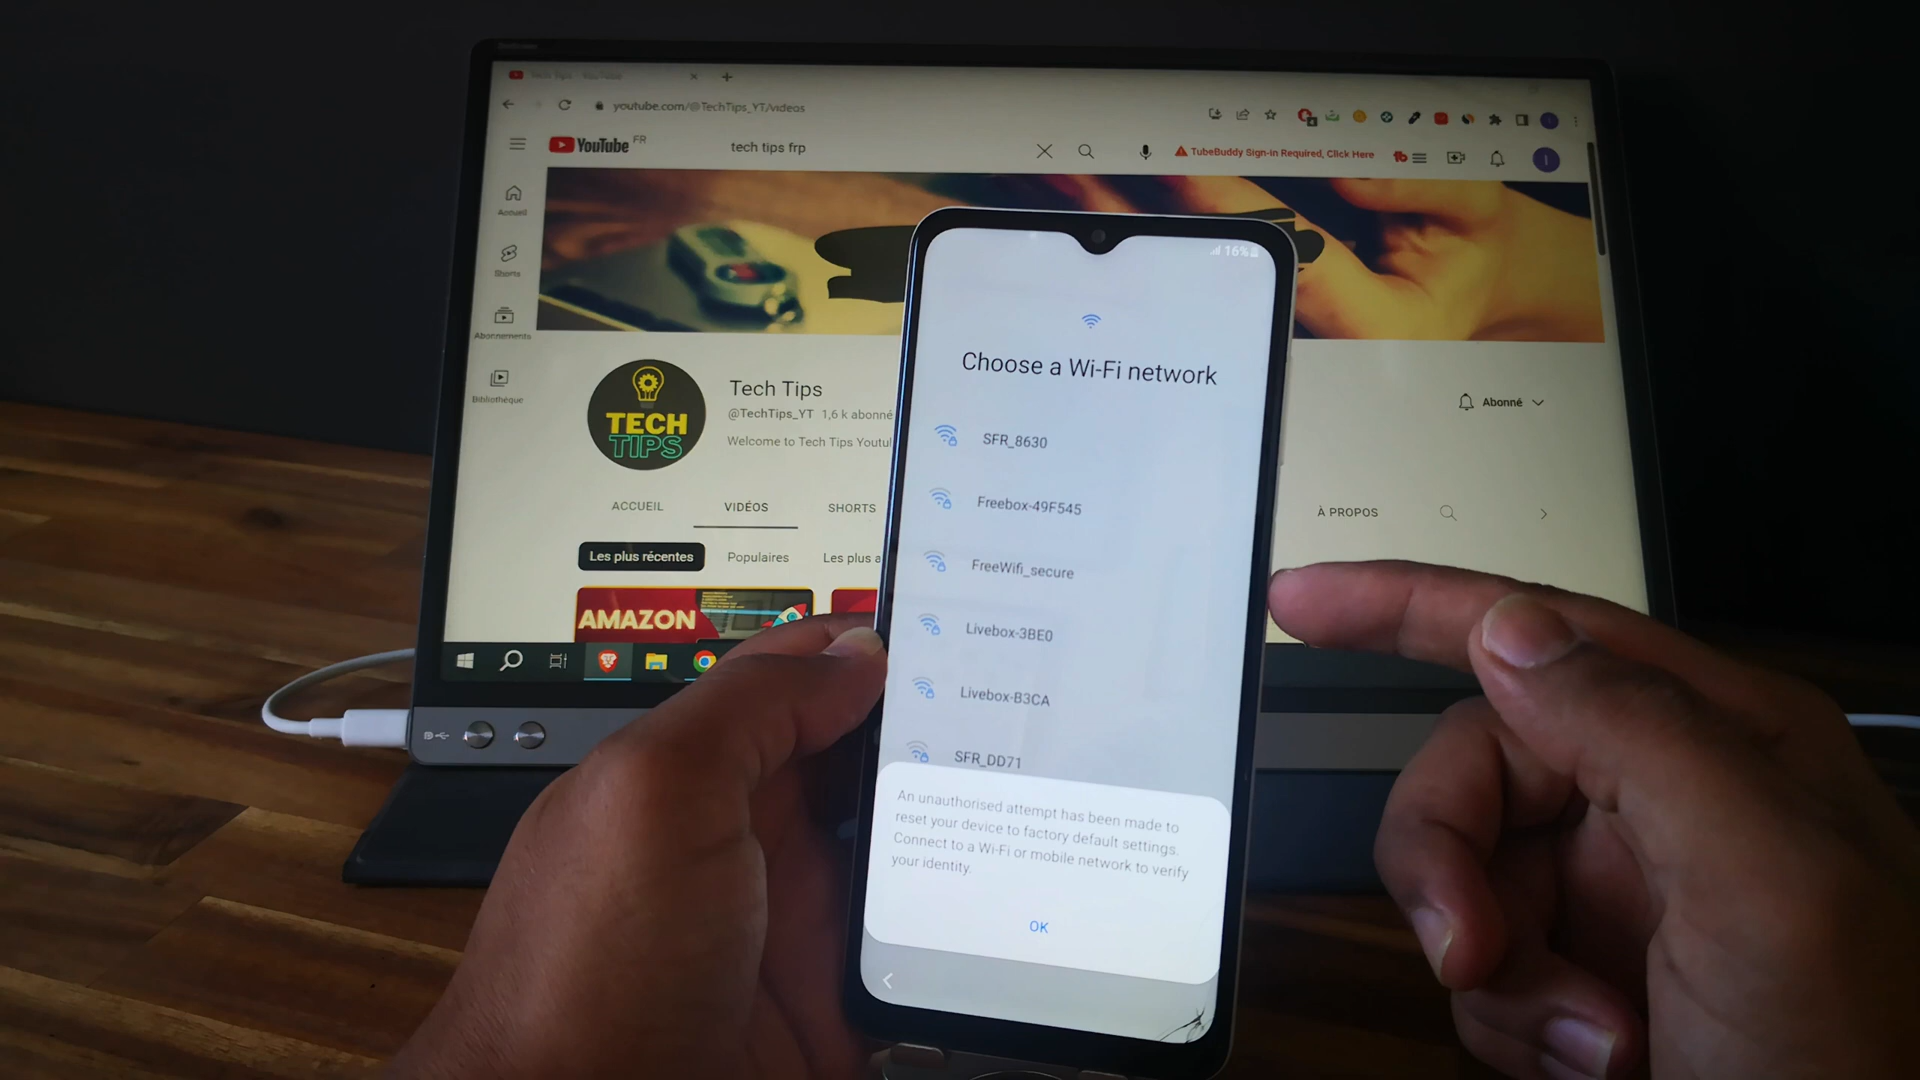 youtube.com/@TechTips_YT/videos
YouTube FR
tech tips frp
TubeBuddy Sign-in Required, Click Here
tb
Accueil
Shorts
Abonnements
Bibliothèque
TECH
TIPS
Tech Tips
@TechTips_YT 1,6 k abonné
Welcome to Tech Tips Youtu
Abonné
ACCUEIL
VIDÉOS
SHORTS
À PROPOS
Les plus récentes
Populaires
Les plus a
AMAZON
16%
Choose a Wi-Fi network
SFR_8630
Freebox-49F545
FreeWifi_secure
Livebox-3BE0
Livebox-B3CA
SFR_DD71
An unauthorised attempt has been made to
reset your device to factory default settings.
Connect to a Wi-Fi or mobile network to verify
your identity.
OK